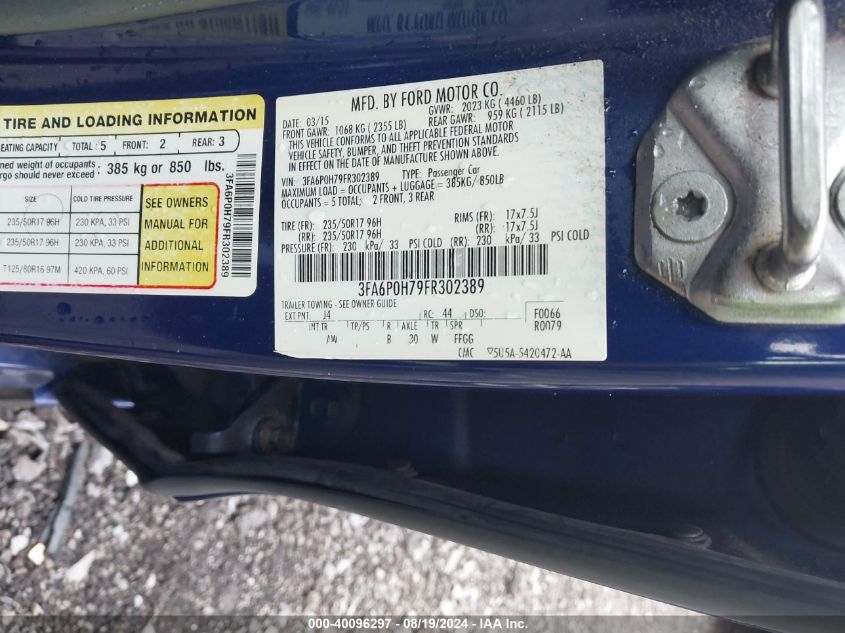 TIRE AND LOADING INFORMATION
EATING CAPACITY TOTAL: 5 FRONT: 2 REAR: 3
ned weight of occupants
rgo should never exceed : 385 kg or 850 lbs.
SIZE COLD TIRE PRESSURE
235/50R17 96H 230 KPA, 33 PSI
235/50R17 96H 230 KPA, 33 PSI
T125/80R16 97M 420 KPA, 60 PSI
SEE OWNERS
MANUAL FOR
ADDITIONAL
INFORMATION
3FA6P0H79FR302389
MFD. BY FORD MOTOR CO.
DATE: 03/15 GVWR: 2023 KG ( 4460 LB)
FRONT GAWR: 1068 KG ( 2355 LB) REAR GAWR: 959 KG ( 2115 LB)
THIS VEHICLE CONFORMS TO ALL APPLICABLE FEDERAL MOTOR
VEHICLE SAFETY, BUMPER, AND THEFT PREVENTION STANDARDS
IN EFFECT ON THE DATE OF MANUFACTURE SHOWN ABOVE.
VIN: 3FA6P0H79FR302389 TYPE: Passenger Car
MAXIMUM LOAD = OCCUPANTS + LUGGAGE = 385KG/850LB
OCCUPANTS = 5 TOTAL; 2 FRONT, 3 REAR
TIRE (FR): 235/50R17 96H RIMS (FR): 17x7.5J
(RR): 235/50R17 96H (RR): 17x7.5J
PRESSURE (FR): 230 kPa/ 33 PSI COLD (RR): 230 kPa/ 33 PSI COLD
3FA6P0H79FR302389
TRAILER TOWING - SEE OWNER GUIDE
EXT PNT: J4 RC: 44 DSO: F0066
R0079
INT TR TP/PS R AXLE TR SPR
AW B 30 W FFGG
CMC 5U5A-5420472-AA
000-40096297 - 08/19/2024 - IAA Inc.